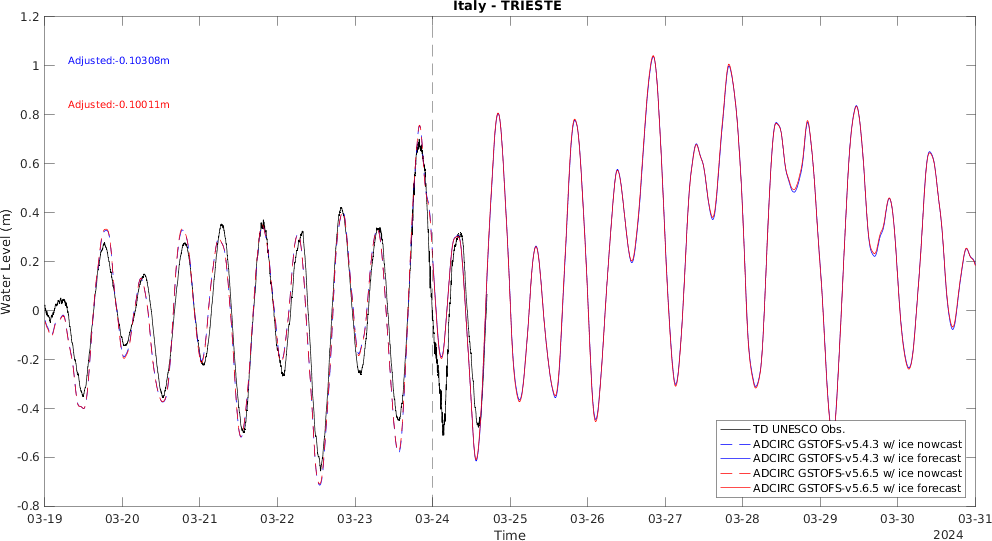 Italy - TRIESTE
Adjusted:-0.10308m
Adjusted:-0.10011m
Water Level (m)
1.2
1
0.8
0.6
0.4
0.2
0
-0.2
-0.4
-0.6
-0.8
TD UNESCO Obs.
ADCIRC GSTOFS-v5.4.3 w/ ice nowcast
ADCIRC GSTOFS-v5.4.3 w/ ice forecast
ADCIRC GSTOFS-v5.6.5 w/ ice nowcast
ADCIRC GSTOFS-v5.6.5 w/ ice forecast
03-19 03-20 03-21 03-22 03-23 03-24 03-25 03-26 03-27 03-28 03-29 03-30 03-31
Time
2024